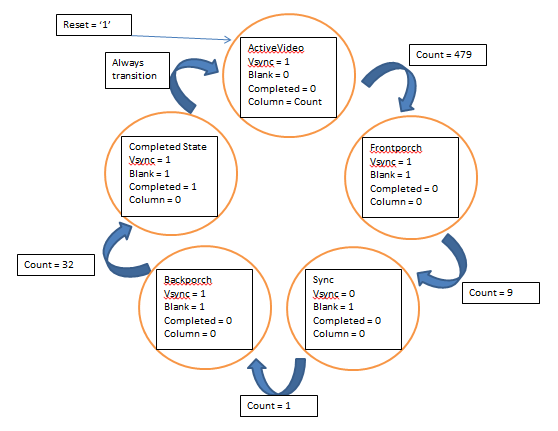 Reset = ‘1’
ActiveVideo
Vsync = 1
Blank = 0
Completed = 0
Column = Count
Count = 479
Always
transition
Completed State
Vsync = 1
Blank = 1
Completed = 1
Column = 0
Frontporch
Vsync = 1
Blank = 1
Completed = 0
Column = 0
Count = 32
Backporch
Vsync = 1
Blank = 1
Completed = 0
Column = 0
Sync
Vsync = 0
Blank = 1
Completed = 0
Column = 0
Count = 9
Count = 1